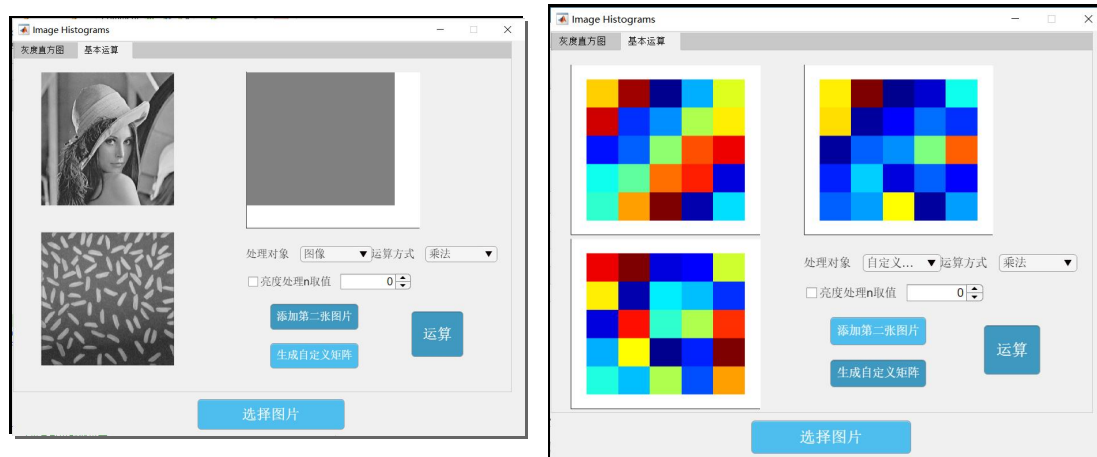 Image Histograms
灰度直方图 基本运算
处理对象 图像 运算方式 乘法
亮度处理n取值 0
添加第二张图片
运算
生成自定义矩阵
选择图片
Image Histograms
灰度直方图 基本运算
处理对象 自定义... 运算方式 乘法
亮度处理n取值 0
添加第二张图片
运算
生成自定义矩阵
选择图片